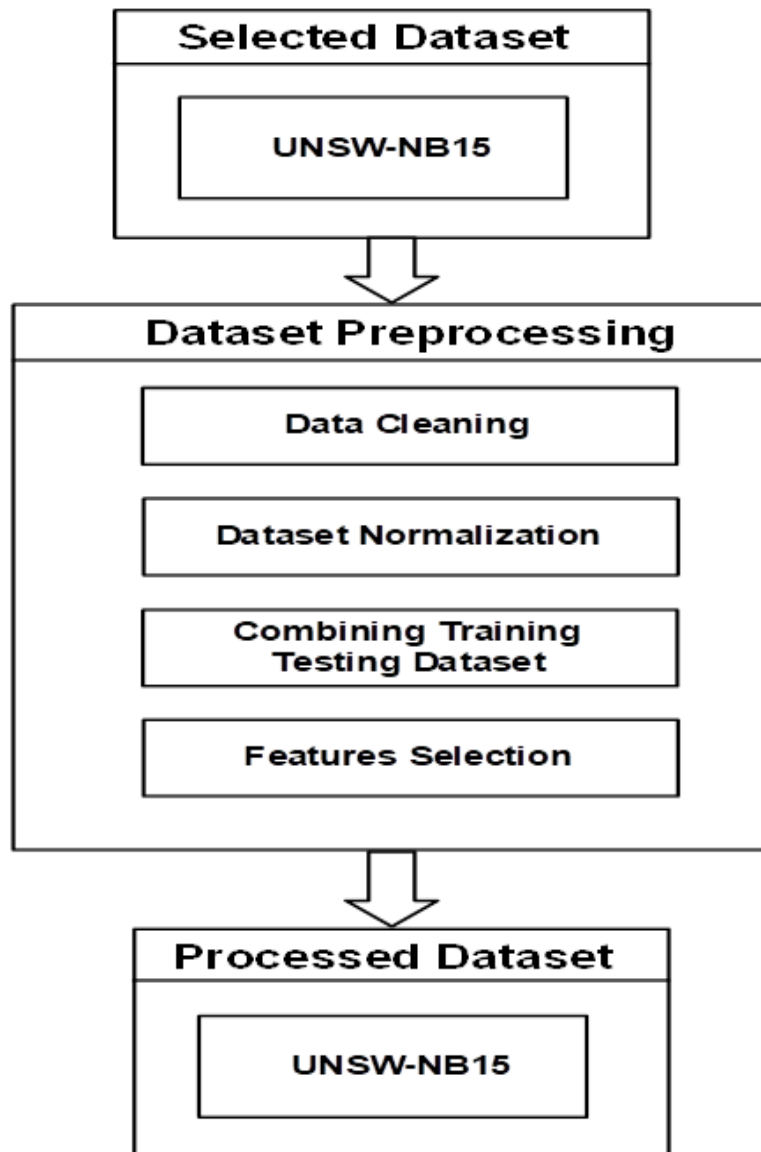 Selected Dataset
UNSW-NB15
Dataset Preprocessing
Data Cleaning
Dataset Normalization
Combining Training
Testing Dataset
Features Selection
Processed Dataset
UNSW-NB15